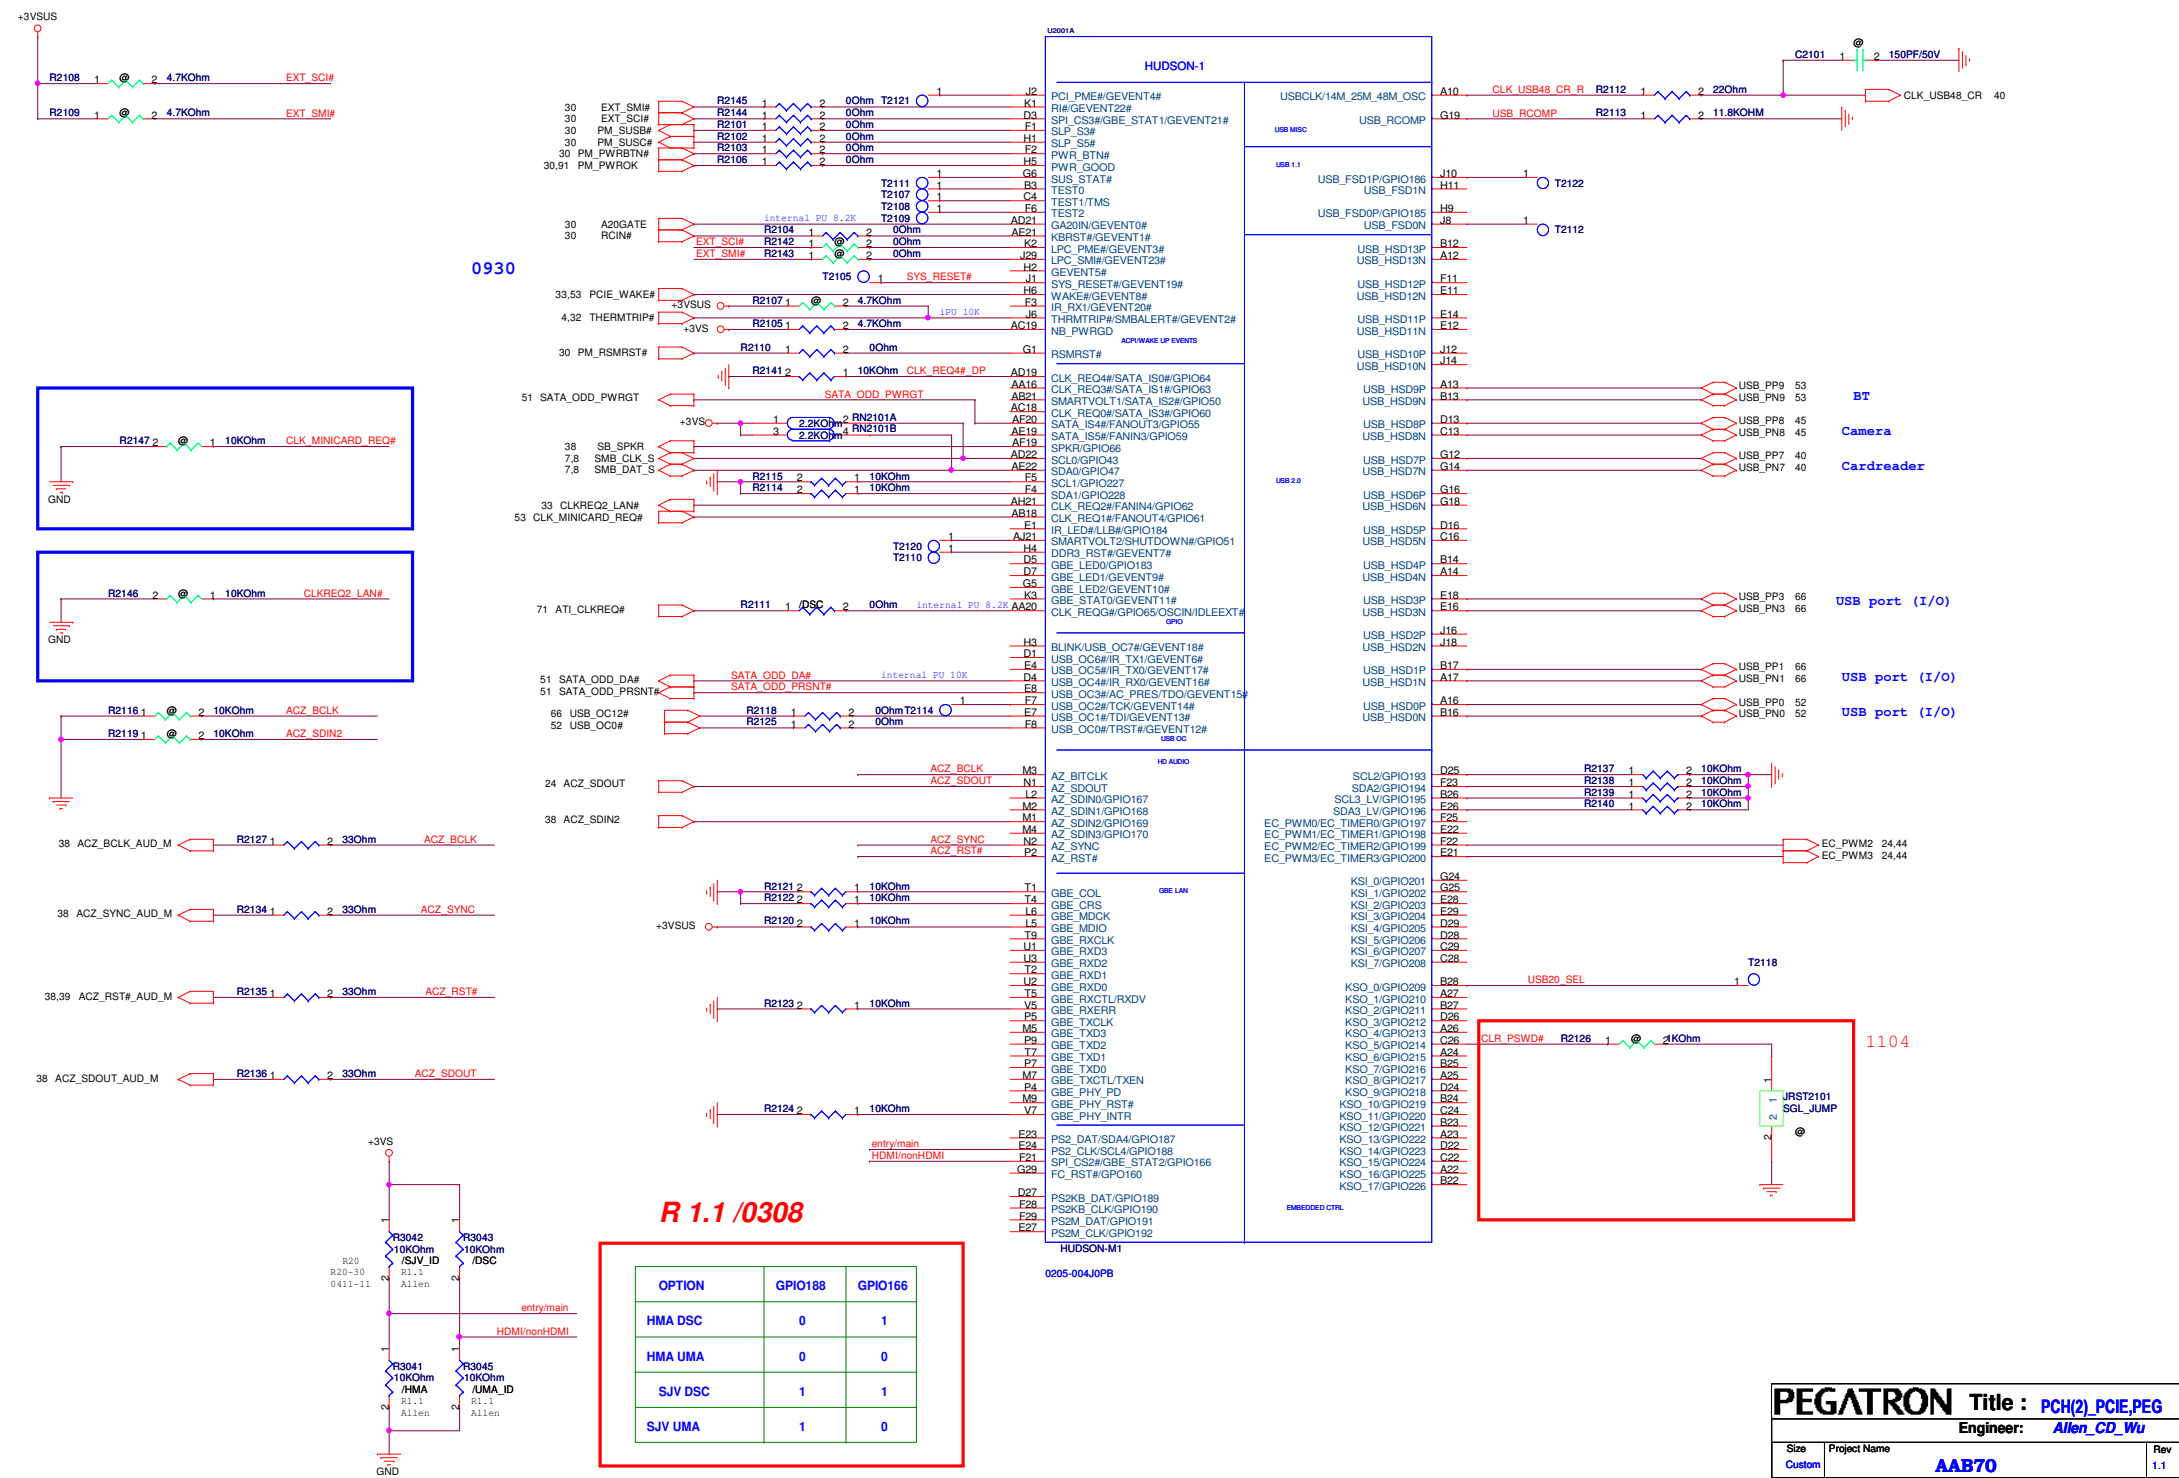 +3VSUS
R2108 1 @ 2 4.7KOhm EXT_SCI#
R2109 1 @ 2 4.7KOhm EXT_SMI#
0930
R2147 2 @ 1 10KOhm CLK_MINICARD_REQ#
GND
R2146 2 @ 1 10KOhm CLKREQ2_LAN#
GND
R2116 1 @ 2 10KOhm ACZ_BCLK
R2119 1 @ 2 10KOhm ACZ_SDIN2
38 ACZ_BCLK_AUD_M R2127 1 2 33Ohm ACZ_BCLK
38 ACZ_SYNC_AUD_M R2134 1 2 33Ohm ACZ_SYNC
38,39 ACZ_RST#_AUD_M R2135 1 2 33Ohm ACZ_RST#
38 ACZ_SDOUT_AUD_M R2136 1 2 33Ohm ACZ_SDOUT
+3VS
1 1
R3042 R3043
10KOhm 10KOhm
/SJV_ID /DSC
R20 R1.1
R20-30 Allen
0411-11
2 2
entry/main
HDMI/nonHDMI
1 1
R3041 R3045
10KOhm 10KOhm
/HMA /UMA_ID
R1.1 R1.1
Allen Allen
2 2
GND
U2001A
HUDSON-1
30 EXT_SMI# R2145 1 2 0Ohm T2121 1 J2 PCI_PME#/GEVENT4#
30 EXT_SCI# R2144 1 2 0Ohm K1 RI#/GEVENT22#
30 PM_SUSB# R2101 1 2 0Ohm D3 SPI_CS3#/GBE_STAT1/GEVENT21#
30 PM_SUSC# R2102 1 2 0Ohm F1 SLP_S3#
30 PM_PWRBTN# R2103 1 2 0Ohm H1 SLP_S5#
30,91 PM_PWROK R2106 1 2 0Ohm F2 PWR_BTN#
H5 PWR_GOOD
T2111 1 G6 SUS_STAT#
T2107 1 B3 TEST0
T2108 1 C4 TEST1/TMS
T2109 1 F6 TEST2
30 A20GATE internal PU 8.2K AD21 GA20IN/GEVENT0#
30 RCIN# R2104 1 2 0Ohm AE21 KBRST#/GEVENT1#
EXT_SCI# R2142 1 @ 2 0Ohm K2 LPC_PME#/GEVENT3#
EXT_SMI# R2143 1 @ 2 0Ohm J29 LPC_SMI#/GEVENT23#
H2 GEVENT5#
T2105 1 SYS_RESET# J1 SYS_RESET#/GEVENT19#
33,53 PCIE_WAKE# H6 WAKE#/GEVENT8#
+3VSUS R2107 1 @ 2 4.7KOhm F3 IR_RX1/GEVENT20#
4,32 THERMTRIP# iPU 10K J6 THRMTRIP#/SMBALERT#/GEVENT2#
+3VS R2105 1 2 4.7KOhm AC19 NB_PWRGD
ACPI/WAKE UP EVENTS
30 PM_RSMRST# R2110 1 2 0Ohm G1 RSMRST#
R2141 2 1 10KOhm CLK_REQ4#_DP AD19 CLK_REQ4#/SATA_IS0#/GPIO64
AA16 CLK_REQ3#/SATA_IS1#/GPIO63
51 SATA_ODD_PWRGT SATA_ODD_PWRGT AB21 SMARTVOLT1/SATA_IS2#/GPIO50
AC18 CLK_REQ0#/SATA_IS3#/GPIO60
+3VS 1 2.2KOhm 2 RN2101A AF20 SATA_IS4#/FANOUT3/GPIO55
3 2.2KOhm 4 RN2101B AE19 SATA_IS5#/FANIN3/GPIO59
38 SB_SPKR AF19 SPKR/GPIO66
7,8 SMB_CLK_S AD22 SCL0/GPIO43
7,8 SMB_DAT_S AE22 SDA0/GPIO47
R2115 2 1 10KOhm F5 SCL1/GPIO227
R2114 2 1 10KOhm F4 SDA1/GPIO228
33 CLKREQ2_LAN# AH21 CLK_REQ2#/FANIN4/GPIO62
53 CLK_MINICARD_REQ# AB18 CLK_REQ1#/FANOUT4/GPIO61
E1 IR_LED#/LLB#/GPIO184
T2120 1 AJ21 SMARTVOLT2/SHUTDOWN#/GPIO51
T2110 1 H4 DDR3_RST#/GEVENT7#
D5 GBE_LED0/GPIO183
D7 GBE_LED1/GEVENT9#
G5 GBE_LED2/GEVENT10#
K3 GBE_STAT0/GEVENT11#
71 ATI_CLKREQ# R2111 1 /DSC 2 0Ohm internal PU 8.2K AA20 CLK_REQG#/GPIO65/OSCIN/IDLEEXT#
GPIO
H3 BLINK/USB_OC7#/GEVENT18#
D1 USB_OC6#/IR_TX1/GEVENT6#
E4 USB_OC5#/IR_TX0/GEVENT17#
51 SATA_ODD_DA# SATA_ODD_DA# internal PU 10K D4 USB_OC4#/IR_RX0/GEVENT16#
51 SATA_ODD_PRSNT# SATA_ODD_PRSNT# E8 USB_OC3#/AC_PRES/TDO/GEVENT15#
T2114 1 F7 USB_OC2#/TCK/GEVENT14#
66 USB_OC12# R2118 1 2 0Ohm E7 USB_OC1#/TDI/GEVENT13#
52 USB_OC0# R2125 1 2 0Ohm F8 USB_OC0#/TRST#/GEVENT12#
USB OC
HD AUDIO
ACZ_BCLK M3 AZ_BITCLK
24 ACZ_SDOUT ACZ_SDOUT N1 AZ_SDOUT
L2 AZ_SDIN0/GPIO167
M2 AZ_SDIN1/GPIO168
38 ACZ_SDIN2 M1 AZ_SDIN2/GPIO169
M4 AZ_SDIN3/GPIO170
ACZ_SYNC N2 AZ_SYNC
ACZ_RST# P2 AZ_RST#
GBE LAN
R2121 2 1 10KOhm T1 GBE_COL
R2122 2 1 10KOhm T4 GBE_CRS
L6 GBE_MDCK
+3VSUS R2120 2 1 10KOhm L5 GBE_MDIO
T9 GBE_RXCLK
U1 GBE_RXD3
U3 GBE_RXD2
T2 GBE_RXD1
U2 GBE_RXD0
T5 GBE_RXCTL/RXDV
R2123 2 1 10KOhm V5 GBE_RXERR
P5 GBE_TXCLK
M5 GBE_TXD3
P9 GBE_TXD2
T7 GBE_TXD1
P7 GBE_TXD0
M7 GBE_TXCTL/TXEN
P4 GBE_PHY_PD
M9 GBE_PHY_RST#
R2124 2 1 10KOhm V7 GBE_PHY_INTR
E23 PS2_DAT/SDA4/GPIO187
entry/main E24 PS2_CLK/SCL4/GPIO188
HDMI/nonHDMI F21 SPI_CS2#/GBE_STAT2/GPIO166
G29 FC_RST#/GPO160
D27 PS2KB_DAT/GPIO189
F28 PS2KB_CLK/GPIO190
F29 PS2M_DAT/GPIO191
E27 PS2M_CLK/GPIO192
HUDSON-M1
0205-004J0PB
C2101 1 @ 2 150PF/50V
USBCLK/14M_25M_48M_OSC A10 CLK_USB48_CR_R R2112 1 2 22Ohm CLK_USB48_CR 40
USB_RCOMP G19 USB_RCOMP R2113 1 2 11.8KOHM
USB MISC
USB 1.1
USB_FSD1P/GPIO186 J10 1 T2122
USB_FSD1N H11
USB_FSD0P/GPIO185 H9
USB_FSD0N J8 1 T2112
USB_HSD13P B12
USB_HSD13N A12
USB_HSD12P F11
USB_HSD12N E11
USB_HSD11P E14
USB_HSD11N E12
USB_HSD10P J12
USB_HSD10N J14
USB_HSD9P A13 USB_PP9 53
USB_HSD9N B13 USB_PN9 53 BT
USB_HSD8P D13 USB_PP8 45
USB_HSD8N C13 USB_PN8 45 Camera
USB_HSD7P G12 USB_PP7 40
USB_HSD7N G14 USB_PN7 40 Cardreader
USB 2.0
USB_HSD6P G16
USB_HSD6N G18
USB_HSD5P D16
USB_HSD5N C16
USB_HSD4P B14
USB_HSD4N A14
USB_HSD3P E18 USB_PP3 66
USB_HSD3N E16 USB_PN3 66 USB port (I/O)
USB_HSD2P J16
USB_HSD2N J18
USB_HSD1P B17 USB_PP1 66
USB_HSD1N A17 USB_PN1 66 USB port (I/O)
USB_HSD0P A16 USB_PP0 52
USB_HSD0N B16 USB_PN0 52 USB port (I/O)
SCL2/GPIO193 D25 R2137 1 2 10KOhm
SDA2/GPIO194 F23 R2138 1 2 10KOhm
SCL3_LV/GPIO195 B26 R2139 1 2 10KOhm
SDA3_LV/GPIO196 E26 R2140 1 2 10KOhm
EC_PWM0/EC_TIMER0/GPIO197 F25
EC_PWM1/EC_TIMER1/GPIO198 E22
EC_PWM2/EC_TIMER2/GPIO199 F22 EC_PWM2 24,44
EC_PWM3/EC_TIMER3/GPIO200 E21 EC_PWM3 24,44
KSI_0/GPIO201 G24
KSI_1/GPIO202 G25
KSI_2/GPIO203 E28
KSI_3/GPIO204 E29
KSI_4/GPIO205 D29
KSI_5/GPIO206 D28
KSI_6/GPIO207 C29
KSI_7/GPIO208 C28
KSO_0/GPIO209 B28 USB20_SEL 1 T2118
KSO_1/GPIO210 A27
KSO_2/GPIO211 B27
KSO_3/GPIO212 D26
KSO_4/GPIO213 A26
KSO_5/GPIO214 C26 CLR_PSWD# R2126 1 @ 2 1KOhm
KSO_6/GPIO215 A24
KSO_7/GPIO216 B25
KSO_8/GPIO217 A25
KSO_9/GPIO218 D24
KSO_10/GPIO219 B24
KSO_11/GPIO220 C24
KSO_12/GPIO221 B23
KSO_13/GPIO222 A23
KSO_14/GPIO223 D22
KSO_15/GPIO224 C22
KSO_16/GPIO225 A22
KSO_17/GPIO226 B22
EMBEDDED CTRL
1104
1
1 JRST2101
2 SGL_JUMP
2 @
R 1.1 /0308
OPTION GPIO188 GPIO166
HMA DSC 0 1
HMA UMA 0 0
SJV DSC 1 1
SJV UMA 1 0
PEGATRON Title : PCH(2)_PCIE,PEG
Engineer: Allen_CD_Wu
Size Project Name Rev
Custom AAB70 1.1